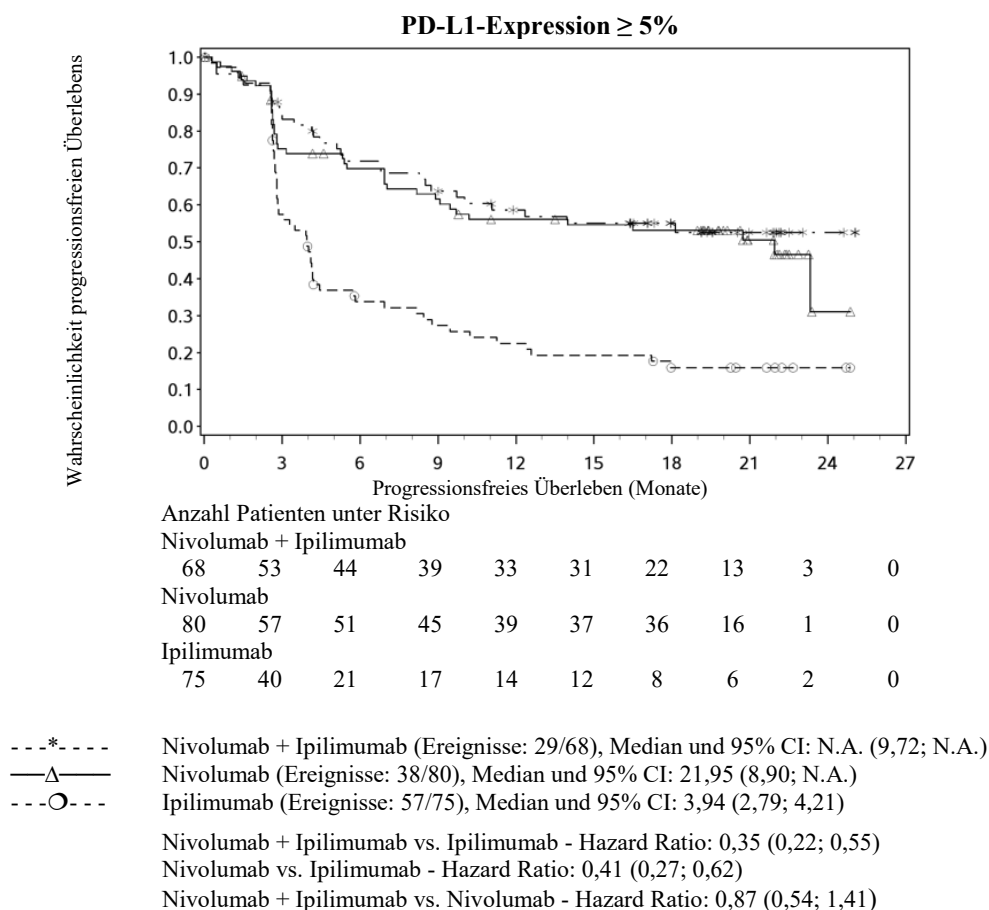 PD-L1-Expression ≥ 5%
Wahrscheinlichkeit progressionsfreien Überlebens
1.0
0.9
0.8
0.7
0.6
0.5
0.4
0.3
0.2
0.1
0.0
0 3 6 9 12 15 18 21 24 27
Progressionsfreies Überleben (Monate)
Anzahl Patienten unter Risiko
Nivolumab + Ipilimumab
68 53 44 39 33 31 22 13 3 0
Nivolumab
80 57 51 45 39 37 36 16 1 0
Ipilimumab
75 40 21 17 14 12 8 6 2 0
- - -*- - - - Nivolumab + Ipilimumab (Ereignisse: 29/68), Median und 95% CI: N.A. (9,72; N.A.)
——Δ——— Nivolumab (Ereignisse: 38/80), Median und 95% CI: 21,95 (8,90; N.A.)
- - -❍- - - Ipilimumab (Ereignisse: 57/75), Median und 95% CI: 3,94 (2,79; 4,21)
Nivolumab + Ipilimumab vs. Ipilimumab - Hazard Ratio: 0,35 (0,22; 0,55)
Nivolumab vs. Ipilimumab - Hazard Ratio: 0,41 (0,27; 0,62)
Nivolumab + Ipilimumab vs. Nivolumab - Hazard Ratio: 0,87 (0,54; 1,41)